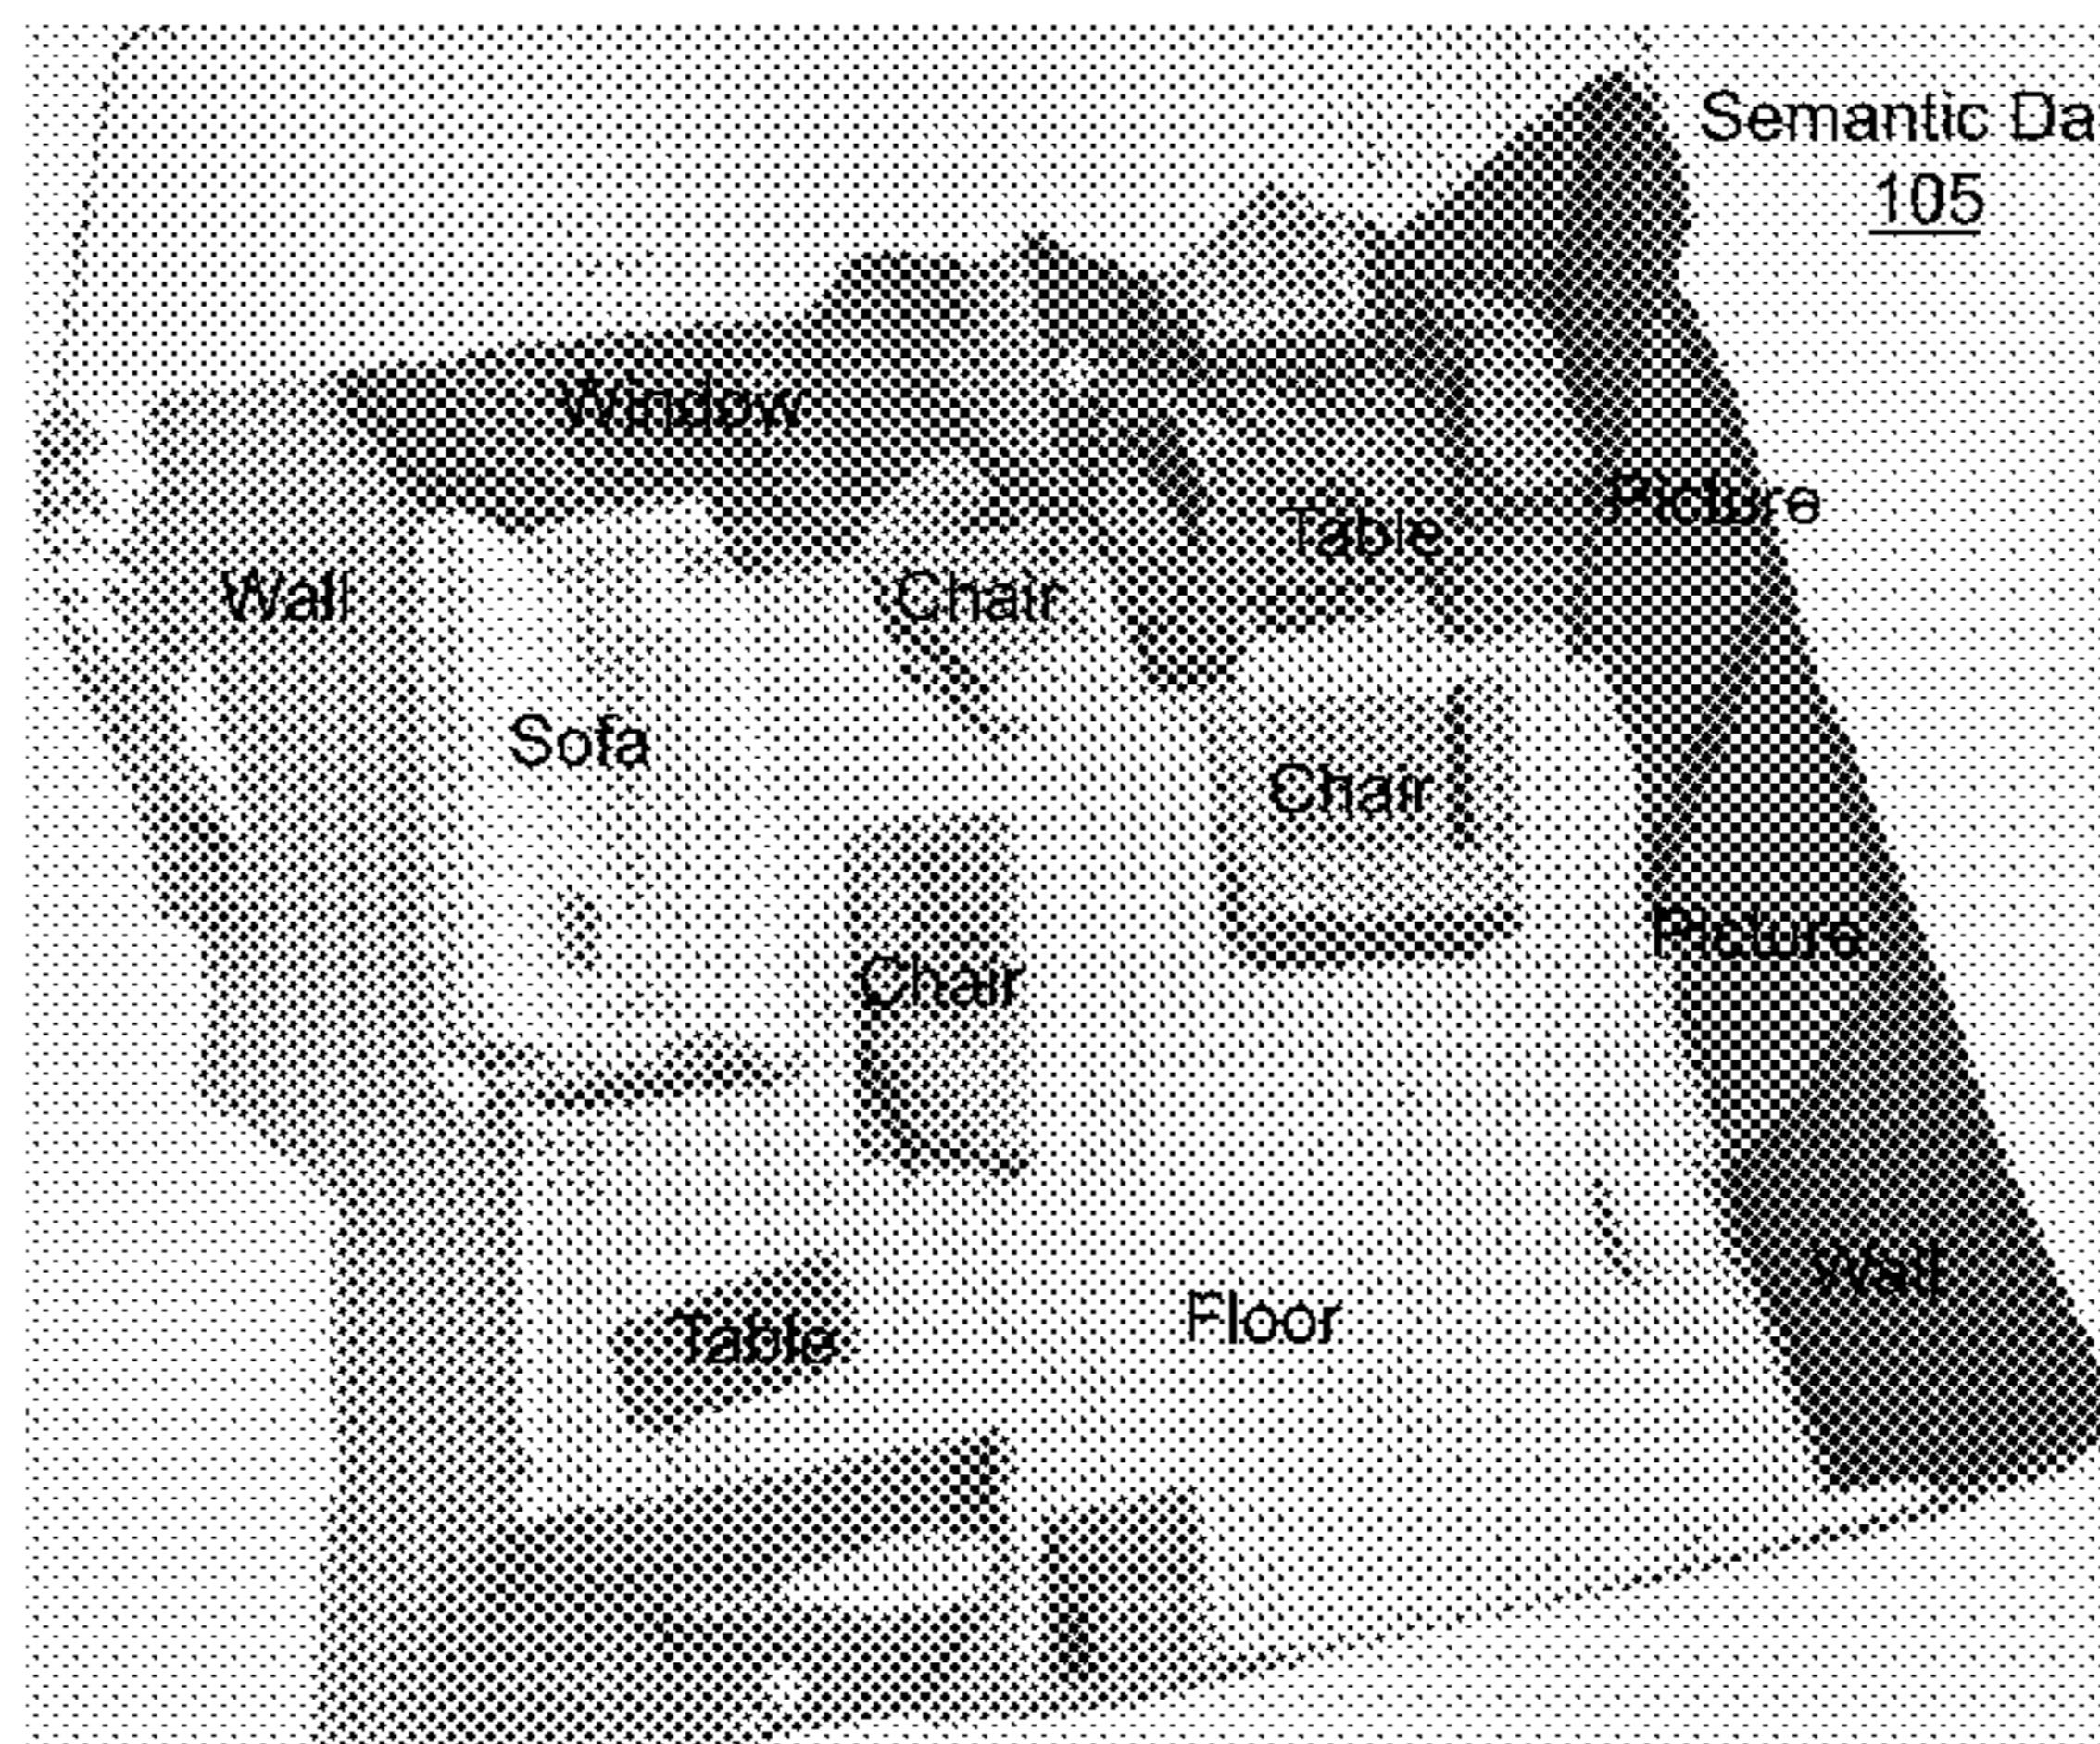 Semantic Da
105
Window
Picture
Table
Wall
Chair
Sofa
Chair
Picture
Chair
Wall
Floor
Table